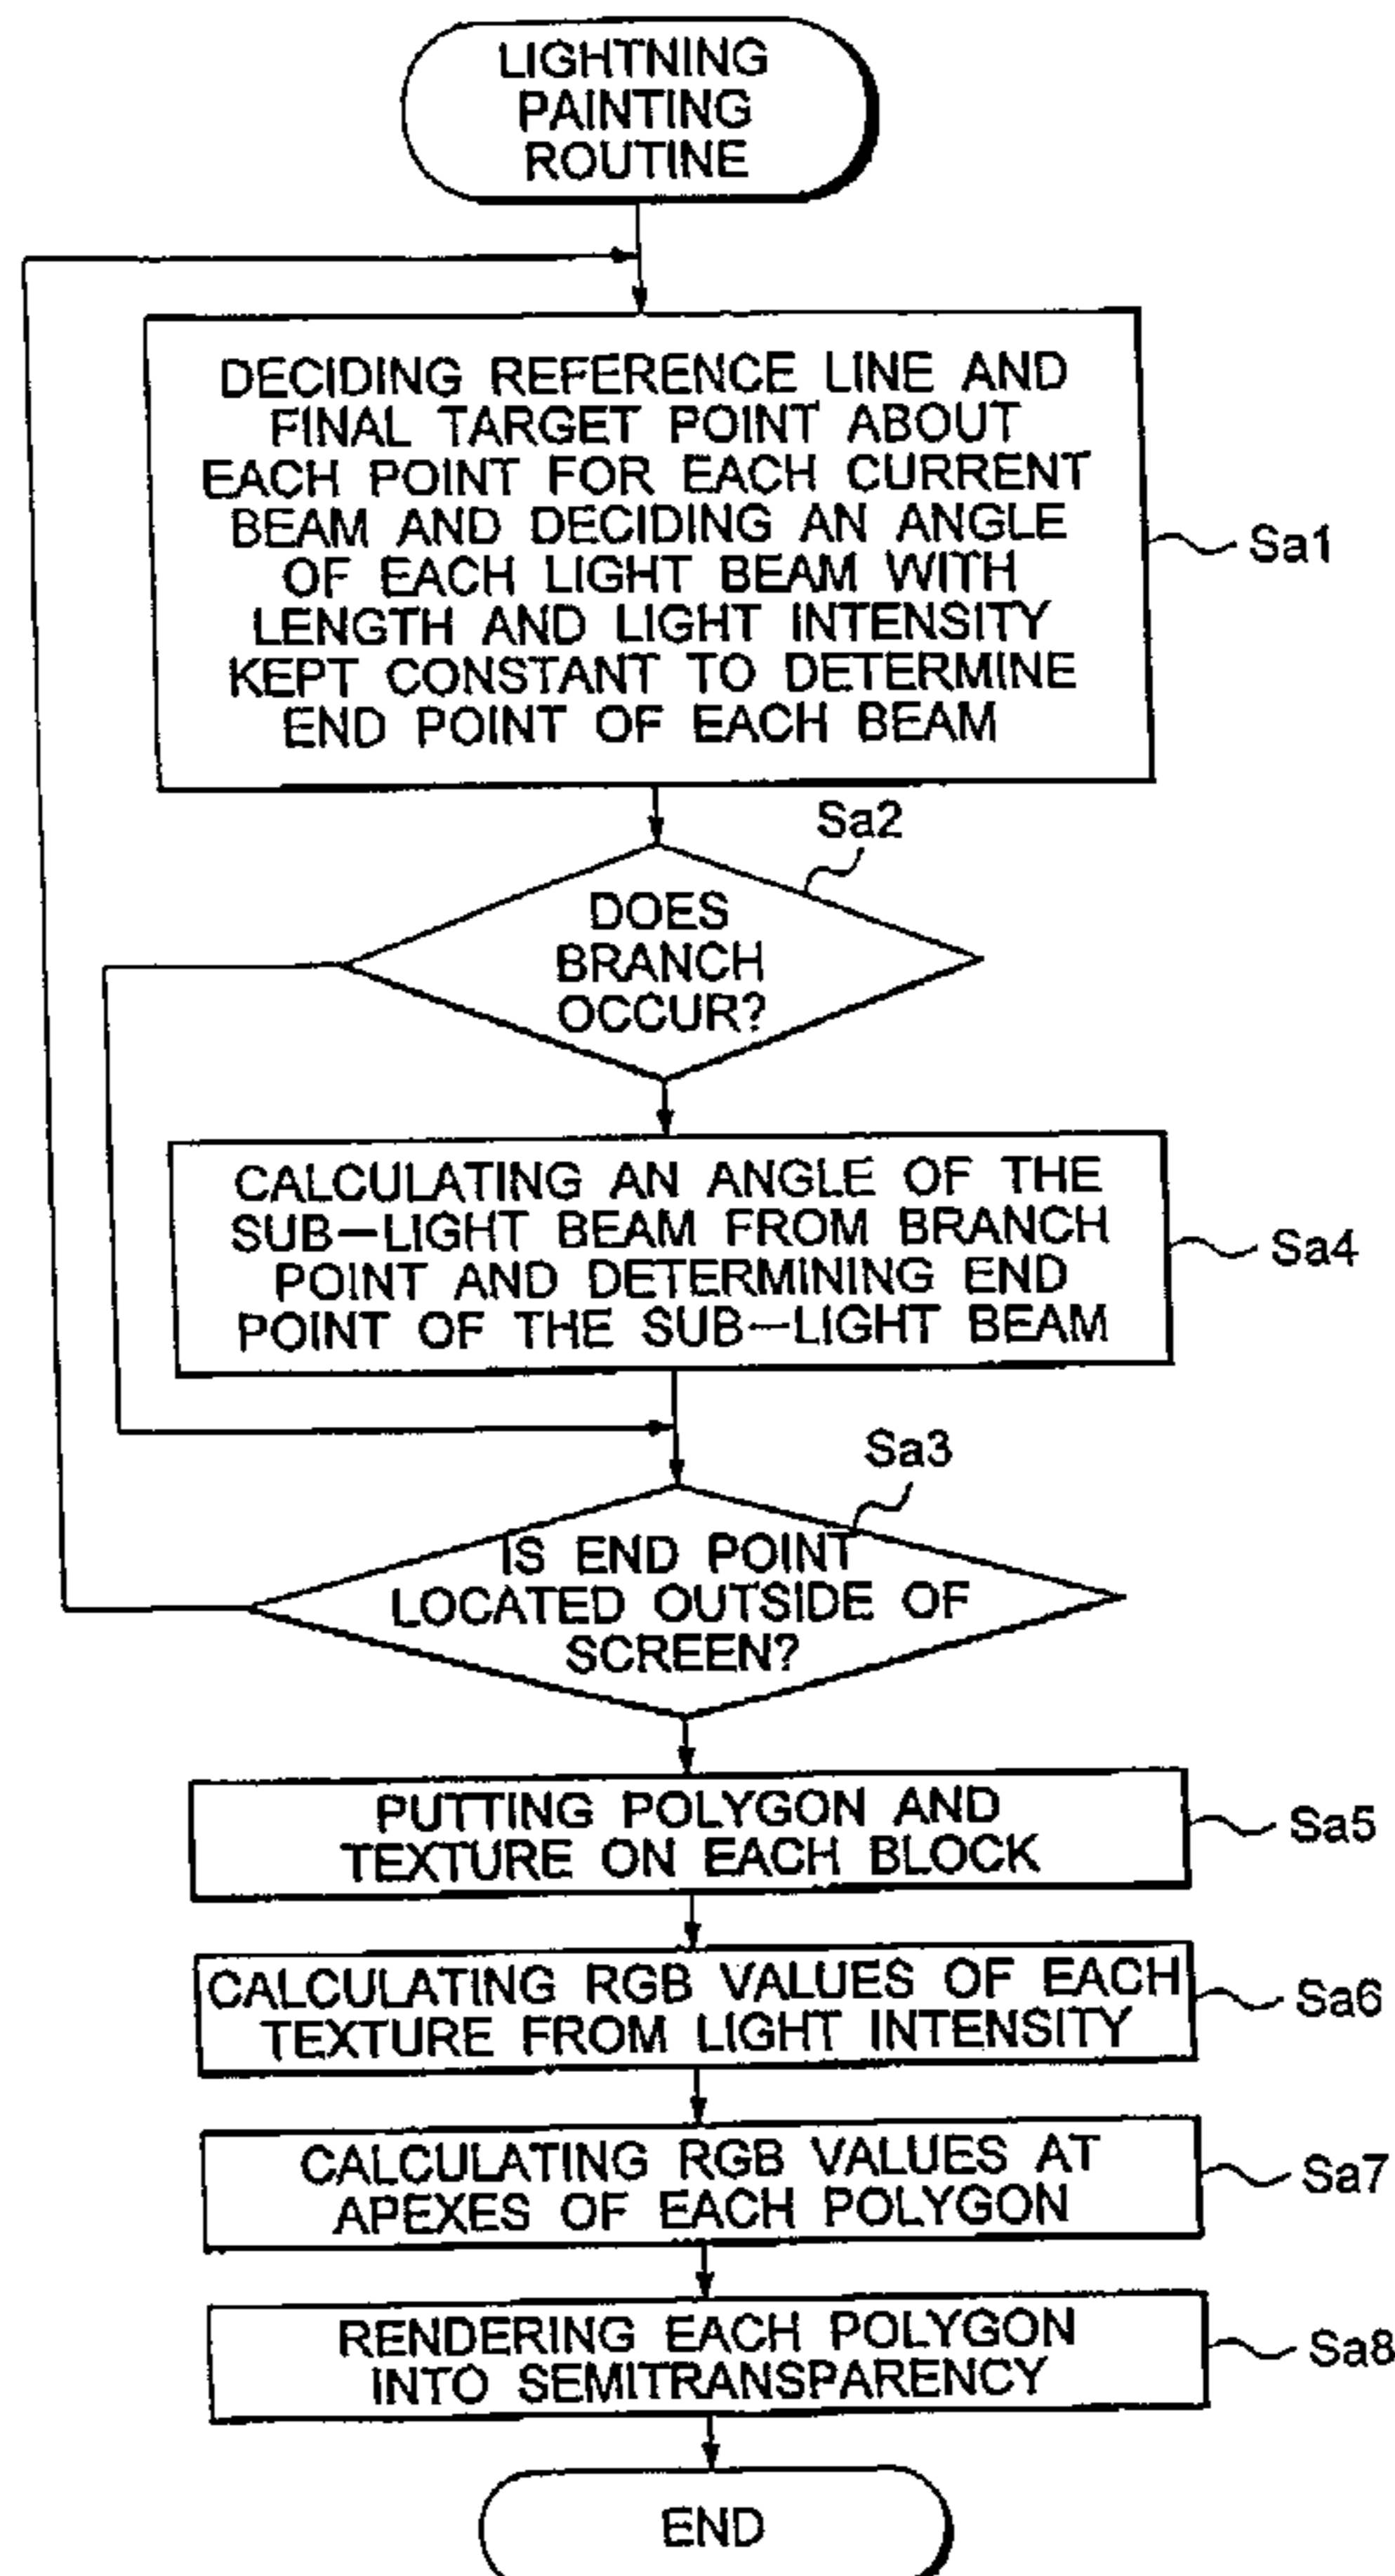 LIGHTNING
PAINTING
ROUTINE
DECIDING REFERENCE LINE AND
FINAL TARGET POINT ABOUT
EACH POINT FOR EACH CURRENT
BEAM AND DECIDING AN ANGLE
OF EACH LIGHT BEAM WITH
LENGTH AND LIGHT INTENSITY
KEPT CONSTANT TO DETERMINE
END POINT OF EACH BEAM
Sa1
Sa2
DOES
BRANCH
OCCUR?
CALCULATING AN ANGLE OF THE
SUB-LIGHT BEAM FROM BRANCH
POINT AND DETERMINING END
POINT OF THE SUB-LIGHT BEAM
Sa4
Sa3
IS END POINT
LOCATED OUTSIDE OF
SCREEN?
PUTTING POLYGON AND
TEXTURE ON EACH BLOCK
Sa5
CALCULATING RGB VALUES OF EACH
TEXTURE FROM LIGHT INTENSITY
Sa6
CALCULATING RGB VALUES AT
APEXES OF EACH POLYGON
Sa7
RENDERING EACH POLYGON
INTO SEMITRANSPARENCY
Sa8
END